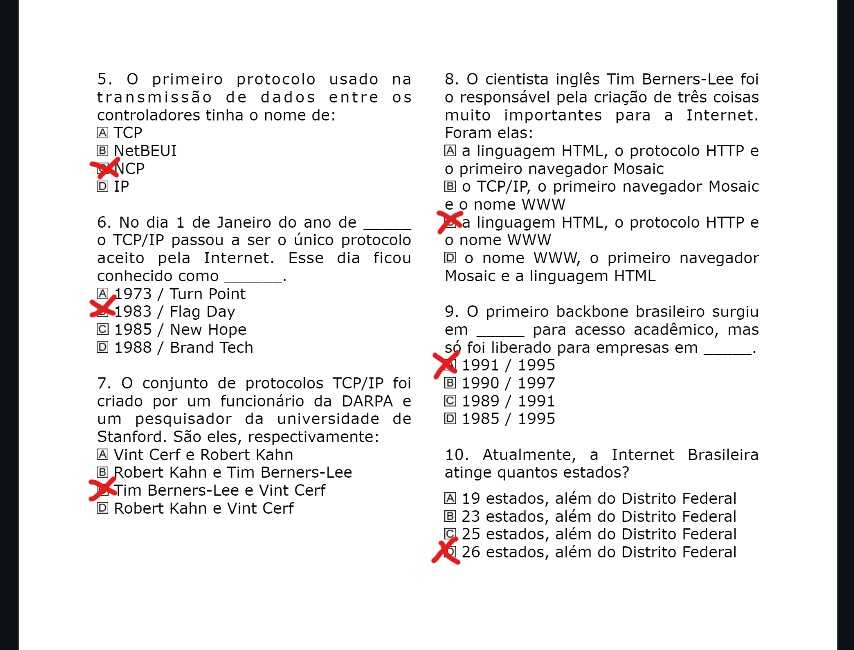 5. O primeiro protocolo usado na
transmissão de dados entre os
controladores tinha o nome de:
A TCP
B NetBEUI
NCP
D IP
6. No dia 1 de Janeiro do ano de _____
o TCP/IP passou a ser o único protocolo
aceito pela Internet. Esse dia ficou
conhecido como ______.
A 1973 / Turn Point
1983 / Flag Day
C 1985 / New Hope
D 1988 / Brand Tech
7. O conjunto de protocolos TCP/IP foi
criado por um funcionário da DARPA e
um pesquisador da universidade de
Stanford. São eles, respectivamente:
A Vint Cerf e Robert Kahn
B Robert Kahn e Tim Berners-Lee
Tim Berners-Lee e Vint Cerf
D Robert Kahn e Vint Cerf
8. O cientista inglês Tim Berners-Lee foi
o responsável pela criação de três coisas
muito importantes para a Internet.
Foram elas:
A a linguagem HTML, o protocolo HTTP e
o primeiro navegador Mosaic
B o TCP/IP, o primeiro navegador Mosaic
e o nome WWW
a linguagem HTML, o protocolo HTTP e
o nome WWW
D o nome WWW, o primeiro navegador
Mosaic e a linguagem HTML
9. O primeiro backbone brasileiro surgiu
em _____ para acesso acadêmico, mas
só foi liberado para empresas em _____.
1991 / 1995
B 1990 / 1997
C 1989 / 1991
D 1985 / 1995
10. Atualmente, a Internet Brasileira
atinge quantos estados?
A 19 estados, além do Distrito Federal
B 23 estados, além do Distrito Federal
C 25 estados, além do Distrito Federal
D 26 estados, além do Distrito Federal